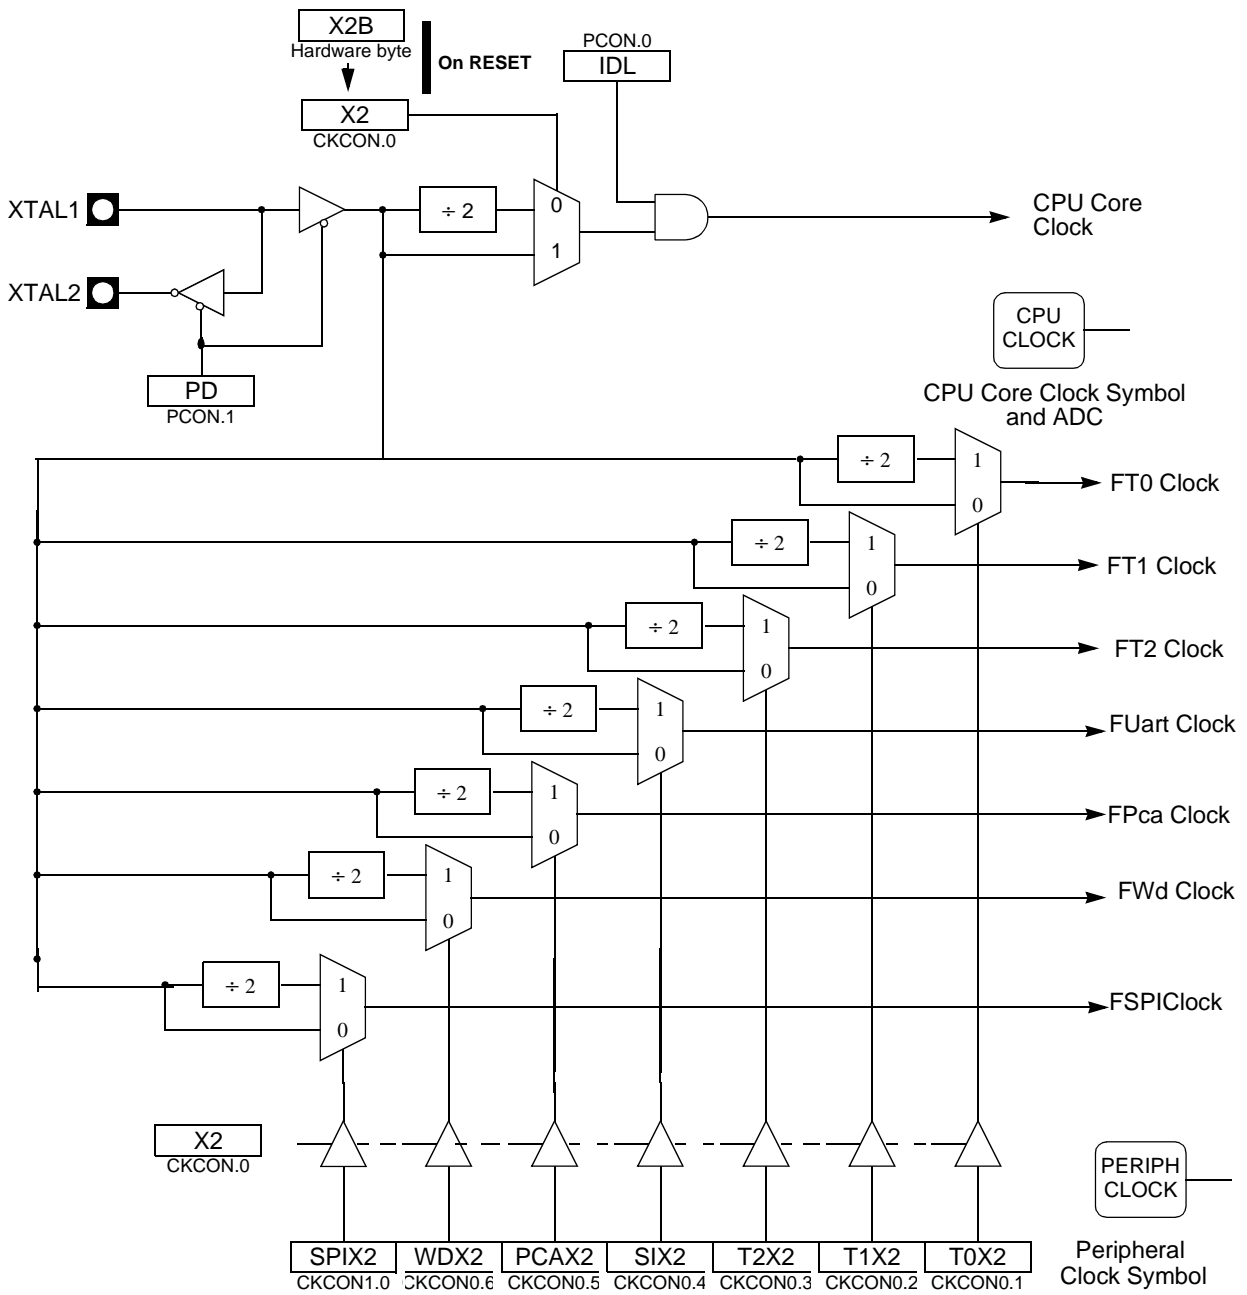 X2B
Hardware byte
On RESET
X2
CKCON.0
PCON.0
IDL
XTAL1
÷ 2
0
1
CPU Core
Clock
XTAL2
PD
PCON.1
CPU
CLOCK
CPU Core Clock Symbol
and ADC
÷ 2
1
0
FT0 Clock
÷ 2
1
0
FT1 Clock
÷ 2
1
0
FT2 Clock
÷ 2
1
0
FUart Clock
÷ 2
1
0
FPca Clock
÷ 2
1
0
FWd Clock
÷ 2
1
0
FSPIClock
X2
CKCON.0
PERIPH
CLOCK
Peripheral
Clock Symbol
SPIX2
CKCON1.0
WDX2
CKCON0.6
PCAX2
CKCON0.5
SIX2
CKCON0.4
T2X2
CKCON0.3
T1X2
CKCON0.2
T0X2
CKCON0.1